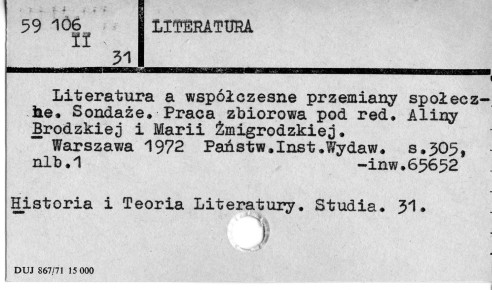 59 106 LITERATURA
II
31
Literatura a współczesne przemiany społecz-
ne. Sondaże. Praca zbiorowa pod red. Aliny
Brodzkiej i Marii Żmigrodzkiej.
Warszawa 1972 Państw.Inst.Wydaw. s.305,
nlb.1 -inw.65652
Historia i Teoria Literatury. Studia. 31.
DUJ 867/71 15 000